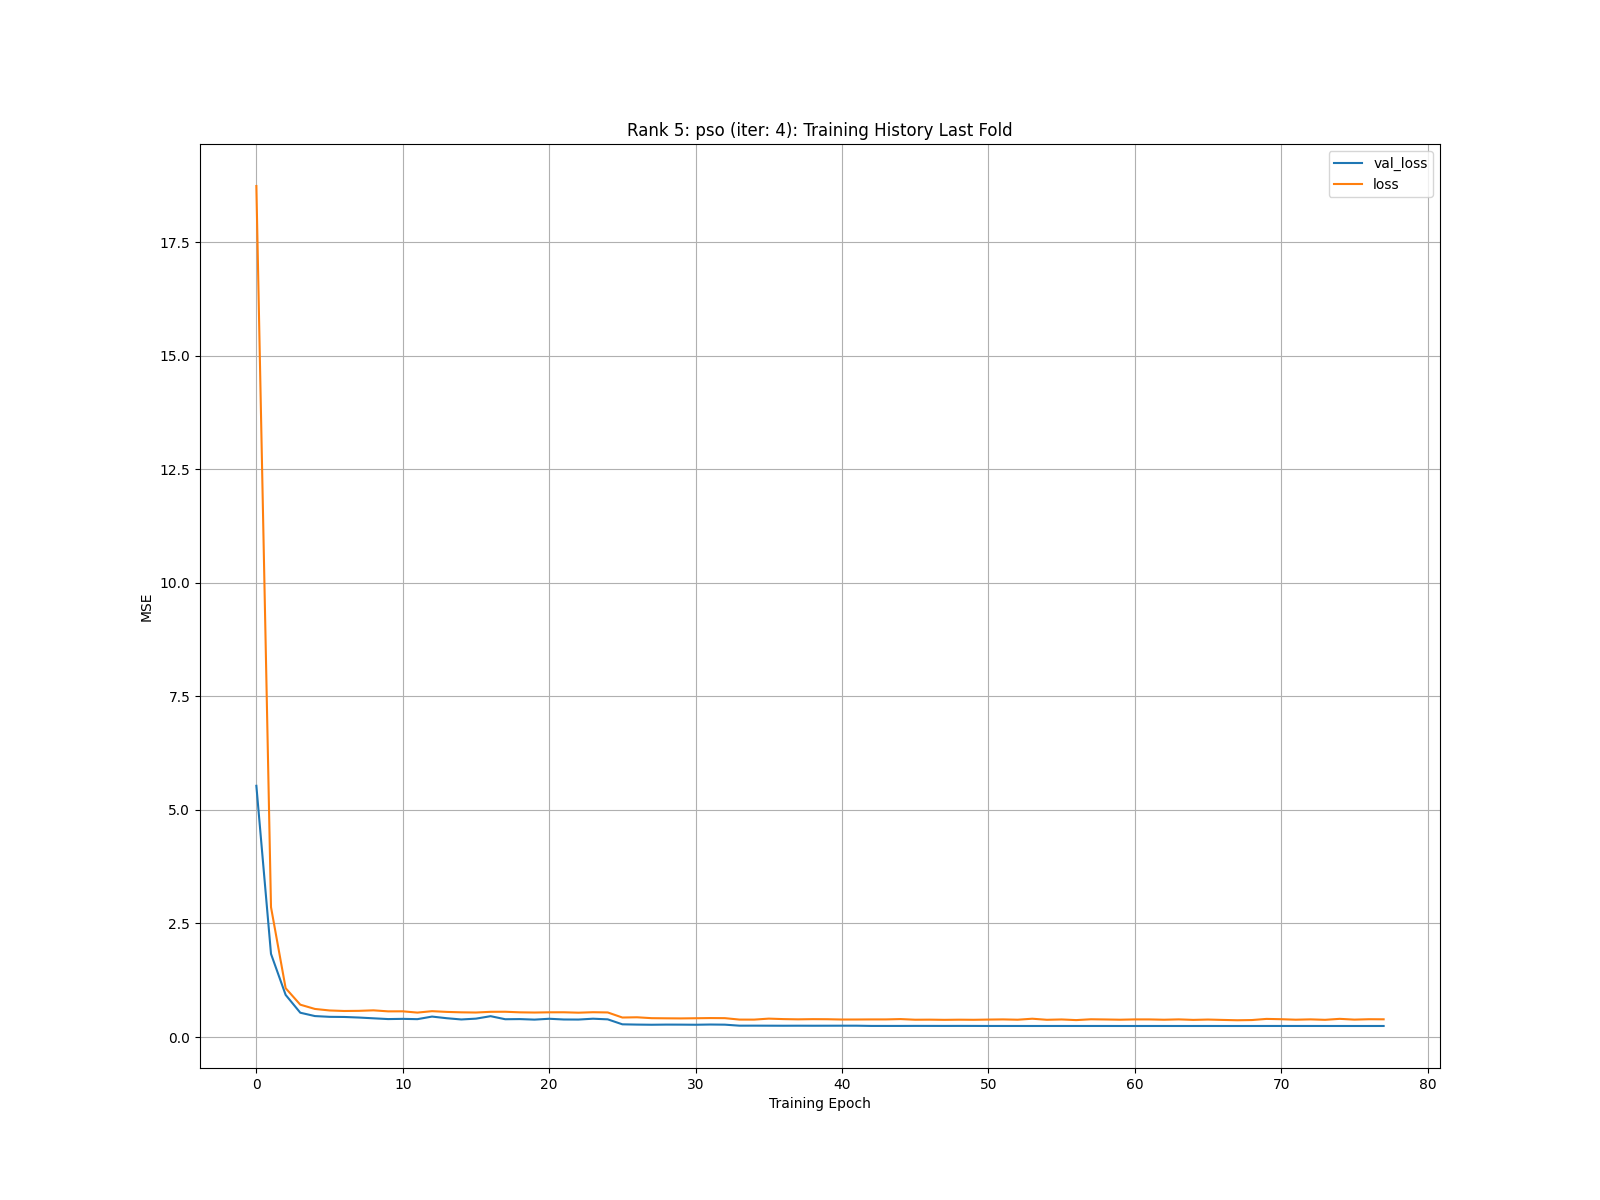 Rank 5: pso (iter: 4): Training History Last Fold
val_loss
loss
17.5
15.0
12.5
10.0
7.5
5.0
2.5
0.0
MSE
0 10 20 30 40 50 60 70 80
Training Epoch